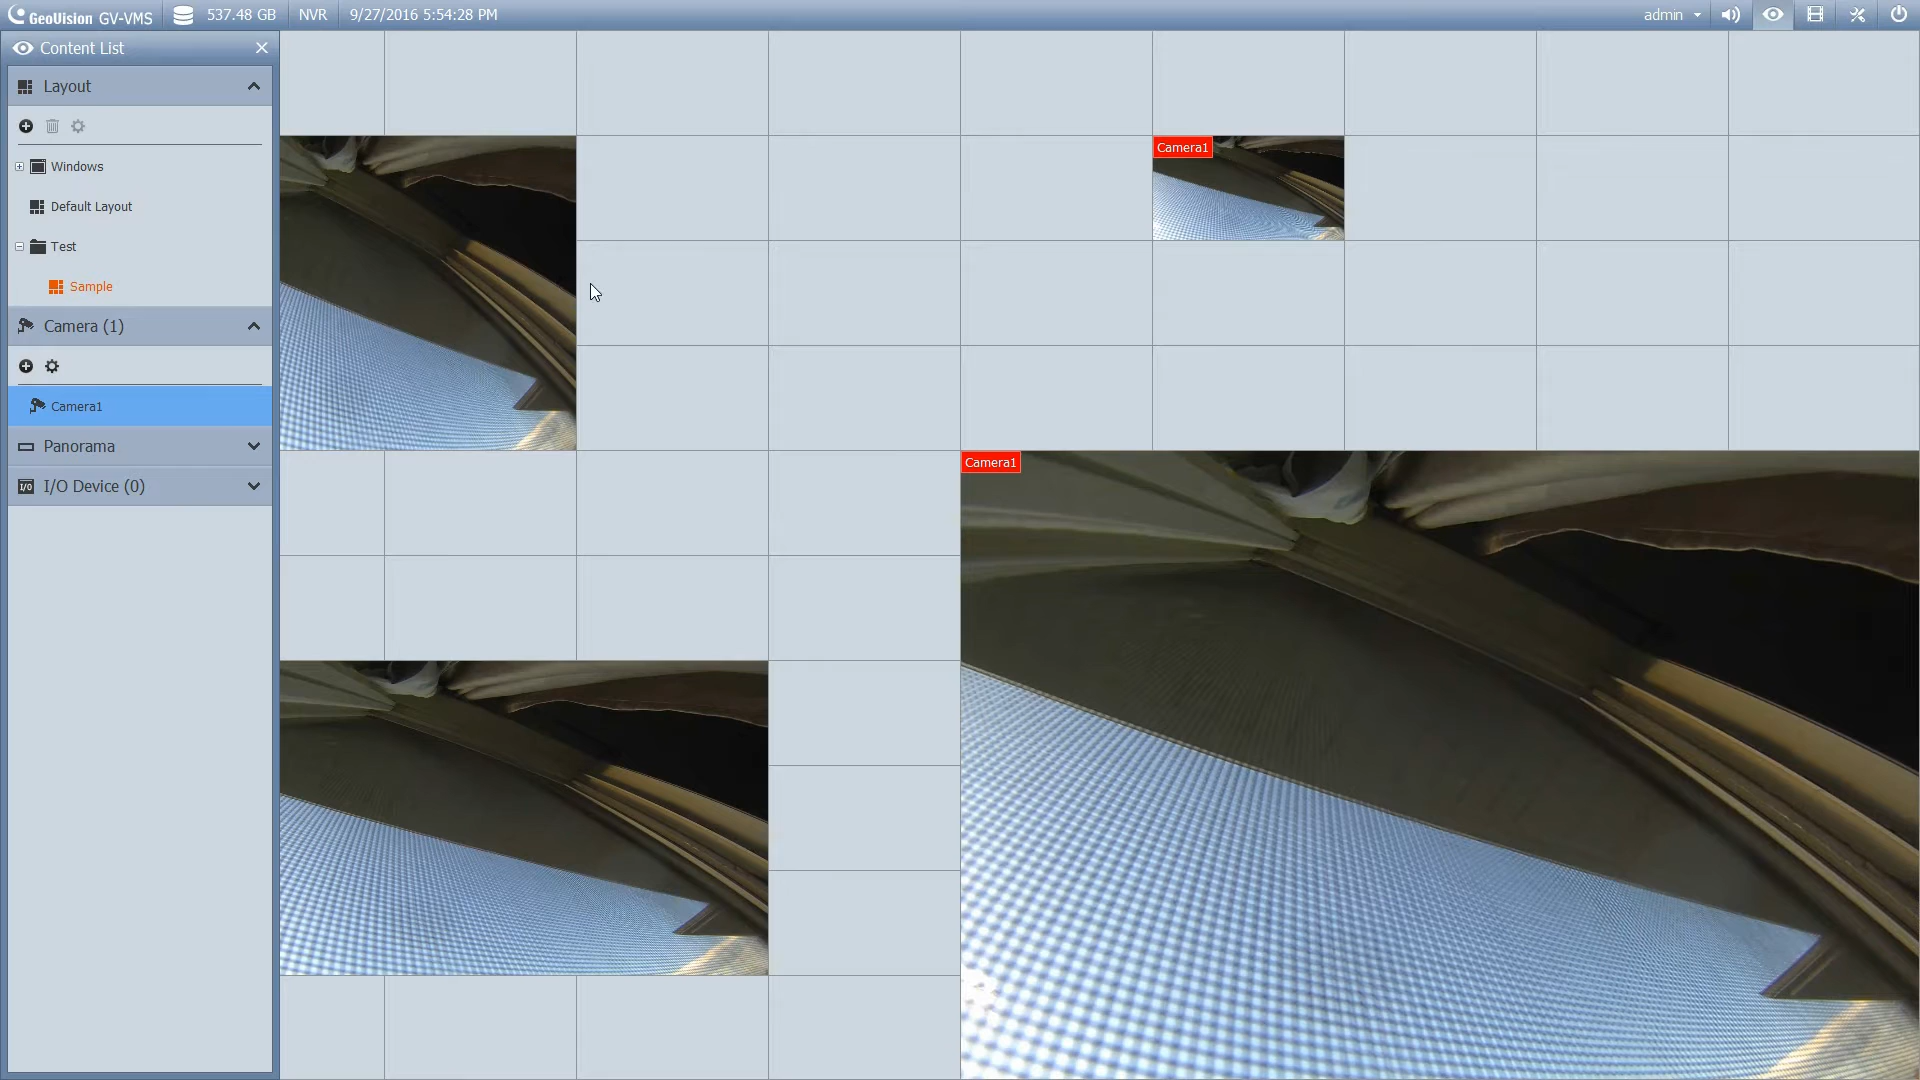 GeoVision GV-VMS
537.48 GB
NVR
9/27/2016 5:54:28 PM
admin
Content List
Layout
Windows
Default Layout
Test
Sample
Camera (1)
Camera1
Panorama
I/O
I/O Device (0)
Camera1
Camera1